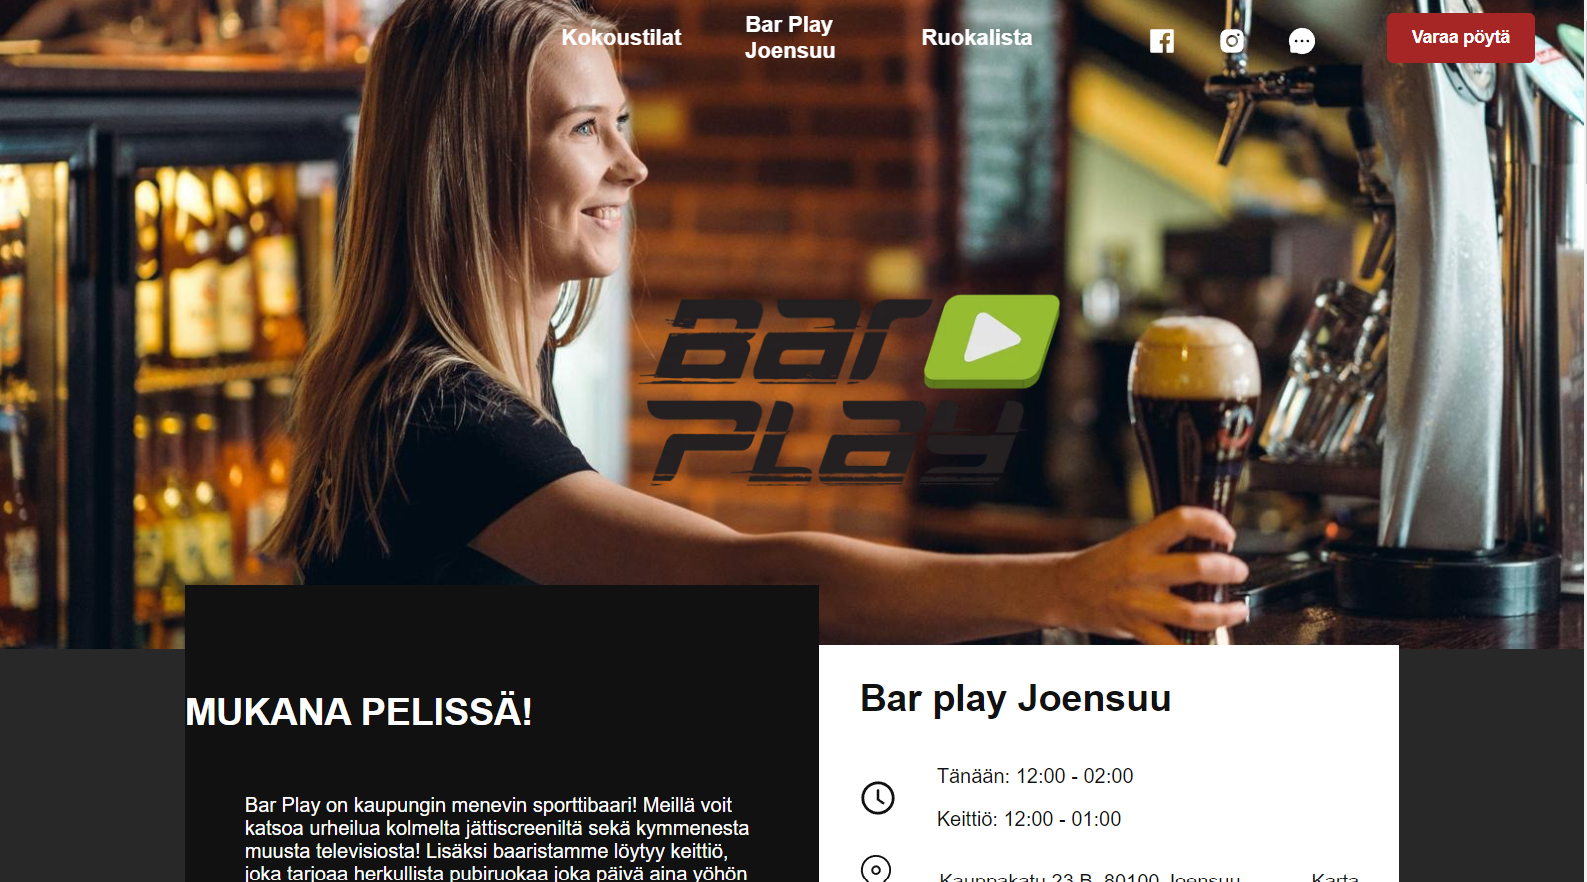 Kokoustilat
Bar Play
Joensuu
Ruokalista
Varaa pöytä
Bar
Play
MUKANA PELISSÄ!
Bar Play on kaupungin menevin sporttibaari! Meillä voit
katsoa urheilua kolmelta jättiscreeniltä sekä kymmenesta
muusta televisiosta! Lisäksi baaristamme löytyy keittiö,
joka tarjoaa herkullista pubiruokaa joka päivä aina yöhön
Bar play Joensuu
Tänään: 12:00 - 02:00
Keittiö: 12:00 - 01:00
Kauppakatu 23 B, 80100 Joensuu
Karta